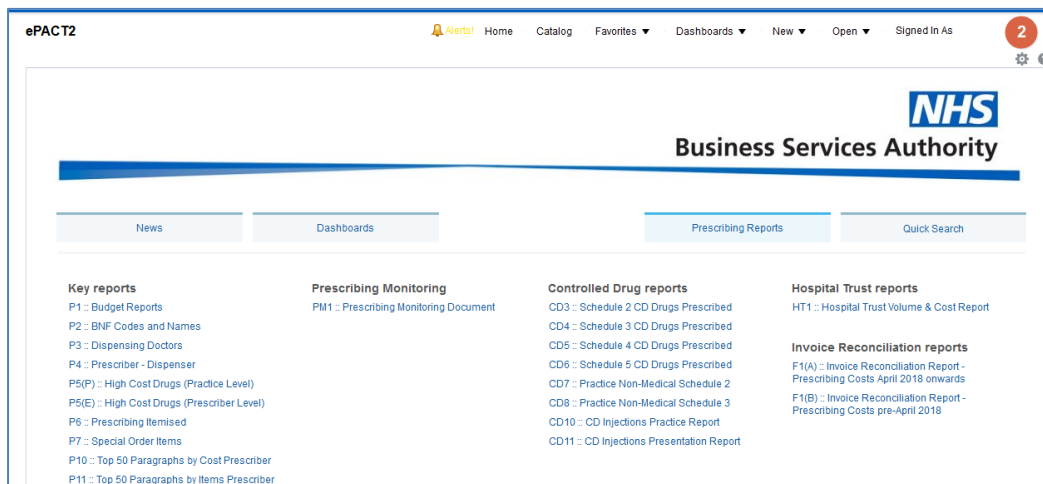 ePACT2
Alerts! Home Catalog Favorites ▼ Dashboards ▼ New ▼ Open ▼ Signed In As
2
NHS
Business Services Authority
News Dashboards Prescribing Reports Quick Search
Key reports
P1 :: Budget Reports
P2 :: BNF Codes and Names
P3 :: Dispensing Doctors
P4 :: Prescriber - Dispenser
P5(P) :: High Cost Drugs (Practice Level)
P5(E) :: High Cost Drugs (Prescriber Level)
P6 :: Prescribing Itemised
P7 :: Special Order Items
P10 :: Top 50 Paragraphs by Cost Prescriber
P11 :: Top 50 Paragraphs by Items Prescriber
Prescribing Monitoring
PM1 :: Prescribing Monitoring Document
Controlled Drug reports
CD3 :: Schedule 2 CD Drugs Prescribed
CD4 :: Schedule 3 CD Drugs Prescribed
CD5 :: Schedule 4 CD Drugs Prescribed
CD6 :: Schedule 5 CD Drugs Prescribed
CD7 :: Practice Non-Medical Schedule 2
CD8 :: Practice Non-Medical Schedule 3
CD10 :: CD Injections Practice Report
CD11 :: CD Injections Presentation Report
Hospital Trust reports
HT1 :: Hospital Trust Volume & Cost Report
Invoice Reconciliation reports
F1(A) :: Invoice Reconciliation Report -
Prescribing Costs April 2018 onwards
F1(B) :: Invoice Reconciliation Report -
Prescribing Costs pre-April 2018